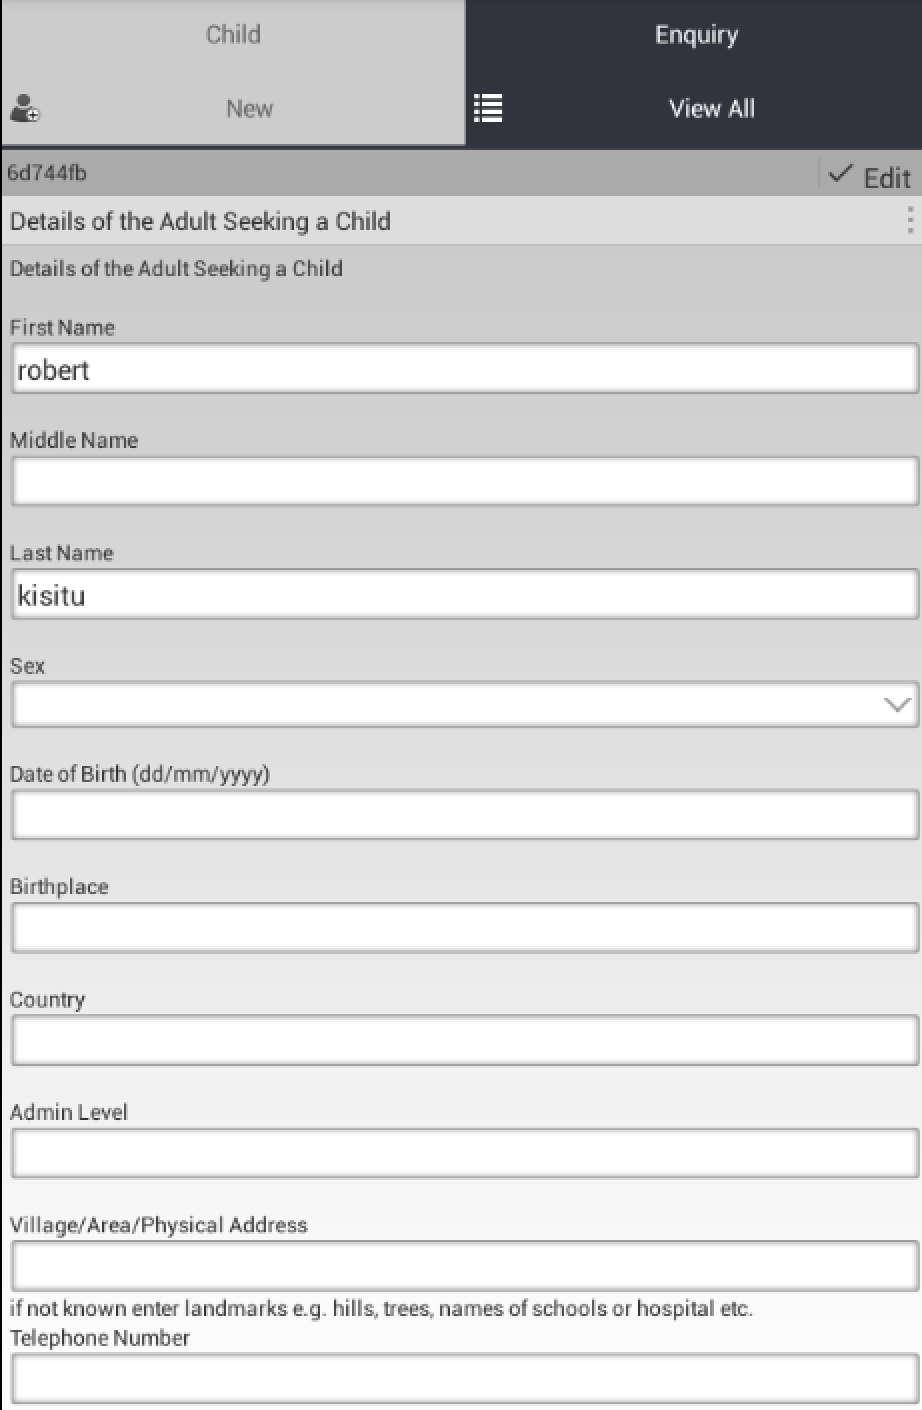 Child
Enquiry
New
View All
6d744fb
Edit
Details of the Adult Seeking a Child
Details of the Adult Seeking a Child
First Name
robert
Middle Name
Last Name
kisitu
Sex
Date of Birth (dd/mm/yyyy)
Birthplace
Country
Admin Level
Village/Area/Physical Address
if not known enter landmarks e.g. hills, trees, names of schools or hospital etc.
Telephone Number